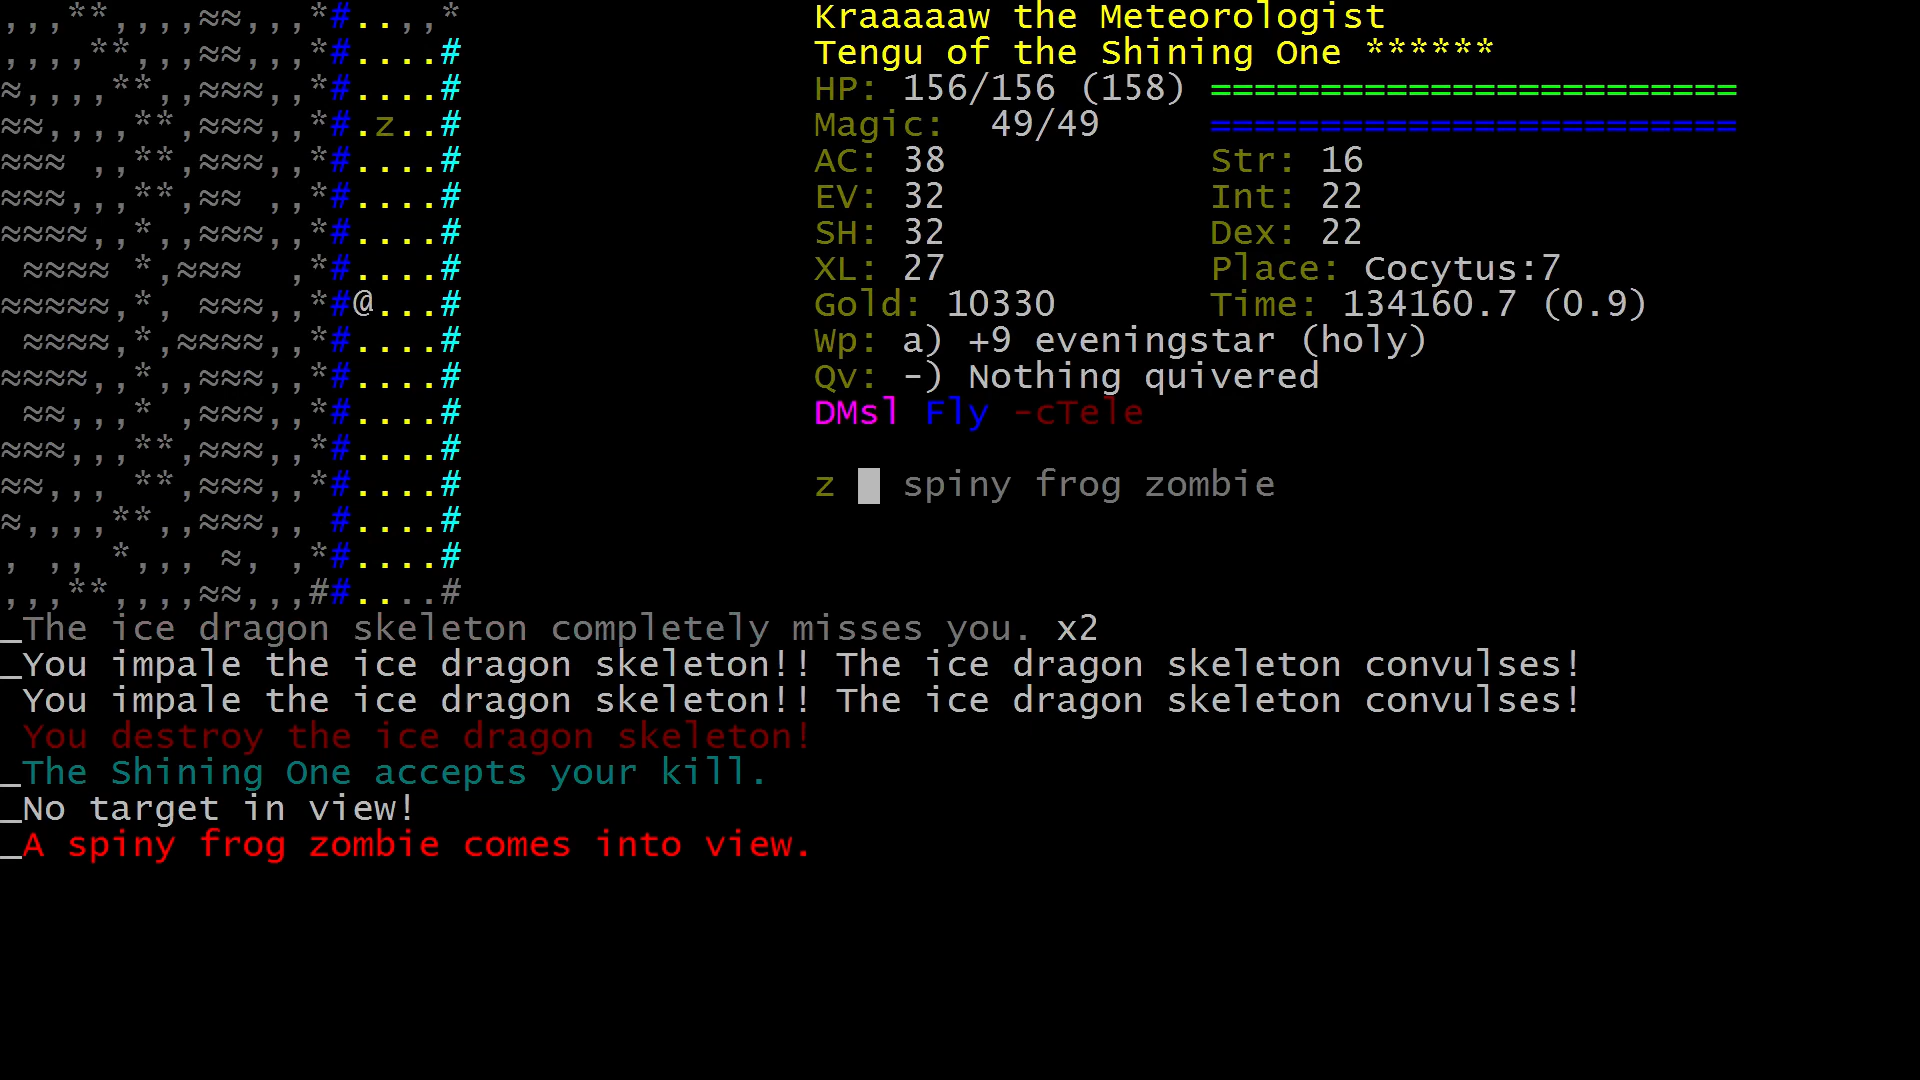 ,,,**,,,,≈≈,,,*#..,,* Kraaaaaw the Meteorologist
,,,,**,,,≈≈,,,*#....# Tengu of the Shining One ******
≈,,,,**,,≈≈≈,,*#....# HP: 156/156 (158) ========================
≈≈,,,,**,≈≈≈,,*#.z..# Magic: 49/49 ========================
≈≈≈ ,,**,≈≈≈,,*#....# AC: 38 Str: 16
≈≈≈,,,**,≈≈ ,,*#....# EV: 32 Int: 22
≈≈≈≈,,*,,≈≈≈,,*#....# SH: 32 Dex: 22
 ≈≈≈≈ *,≈≈≈  ,*#....# XL: 27 Place: Cocytus:7
≈≈≈≈≈,*, ≈≈≈,,*#@...# Gold: 10330 Time: 134160.7 (0.9)
 ≈≈≈≈,*,≈≈≈≈,,*#....# Wp: a) +9 eveningstar (holy)
≈≈≈≈,,*,,≈≈≈,,*#....# Qv: -) Nothing quivered
 ≈≈,,,* ,≈≈≈,,*#....# DMsl Fly -cTele
≈≈≈,,,**,≈≈≈,,*#....#
≈≈,,, **,≈≈≈,,*#....# z spiny frog zombie
≈,,,,**,,≈≈≈,, #....#
, ,, *,,, ≈, ,*#....#
,,,**,,,,≈≈,,,##....#
_The ice dragon skeleton completely misses you. x2
_You impale the ice dragon skeleton!! The ice dragon skeleton convulses!
You impale the ice dragon skeleton!! The ice dragon skeleton convulses!
You destroy the ice dragon skeleton!
_The Shining One accepts your kill.
_No target in view!
_A spiny frog zombie comes into view.